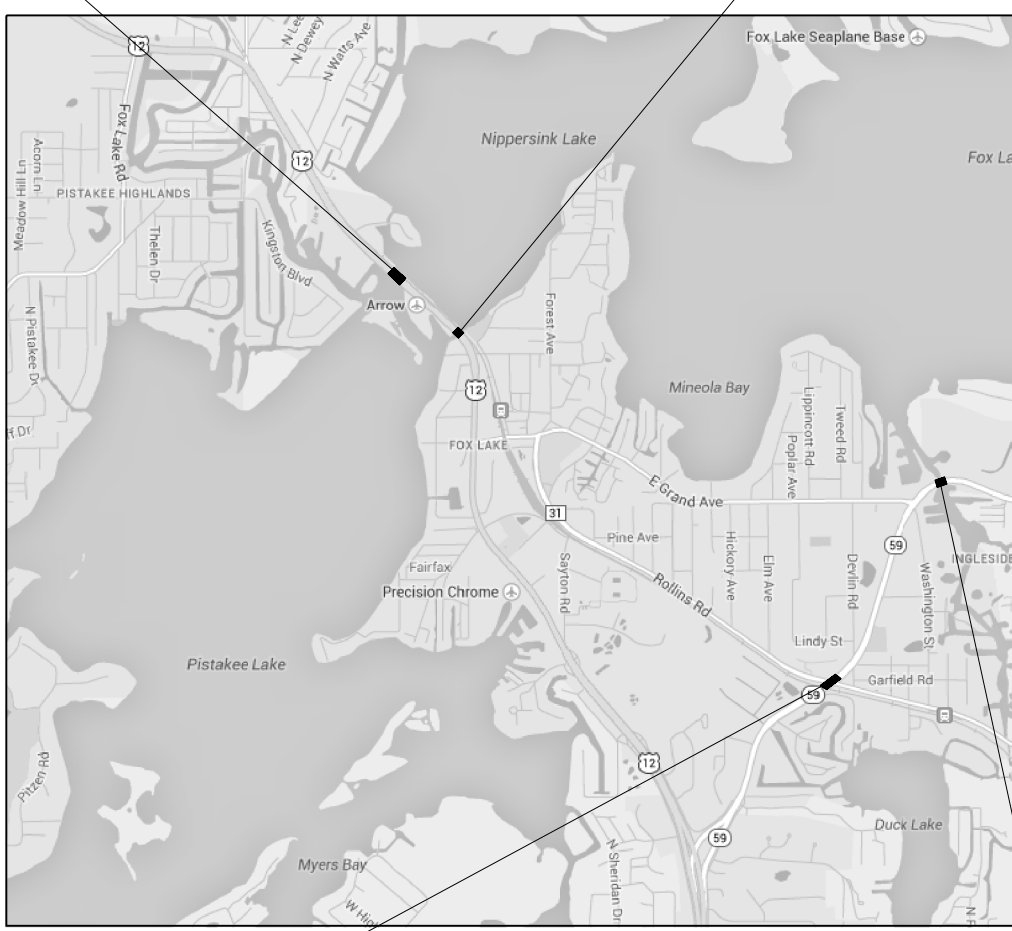 12
N Dewey
N Watts Ave
Fox Lake Seaplane Base
Fox Lake Rd
Nippersink Lake
12
Acorn Ln
Meadow Hill Ln
PISTAKEE HIGHLANDS
Thelen Dr
Kingston Blvd
Arrow
N Pistakee Dr
Forest Ave
12
Mineola Bay
Lippincott Rd
Tweed Rd
Poplar Ave
FOX LAKE
E Grand Ave
31
Pine Ave
59
Hickory Ave
Elm Ave
Devlin Rd
Washington St
INGLESIDE
Fairfax
Sayton Rd
Precision Chrome
Rollins Rd
Lindy St
Pistakee Lake
Garfield Rd
59
Pitzen Rd
12
Duck Lake
59
Myers Bay
N Sheridan Dr